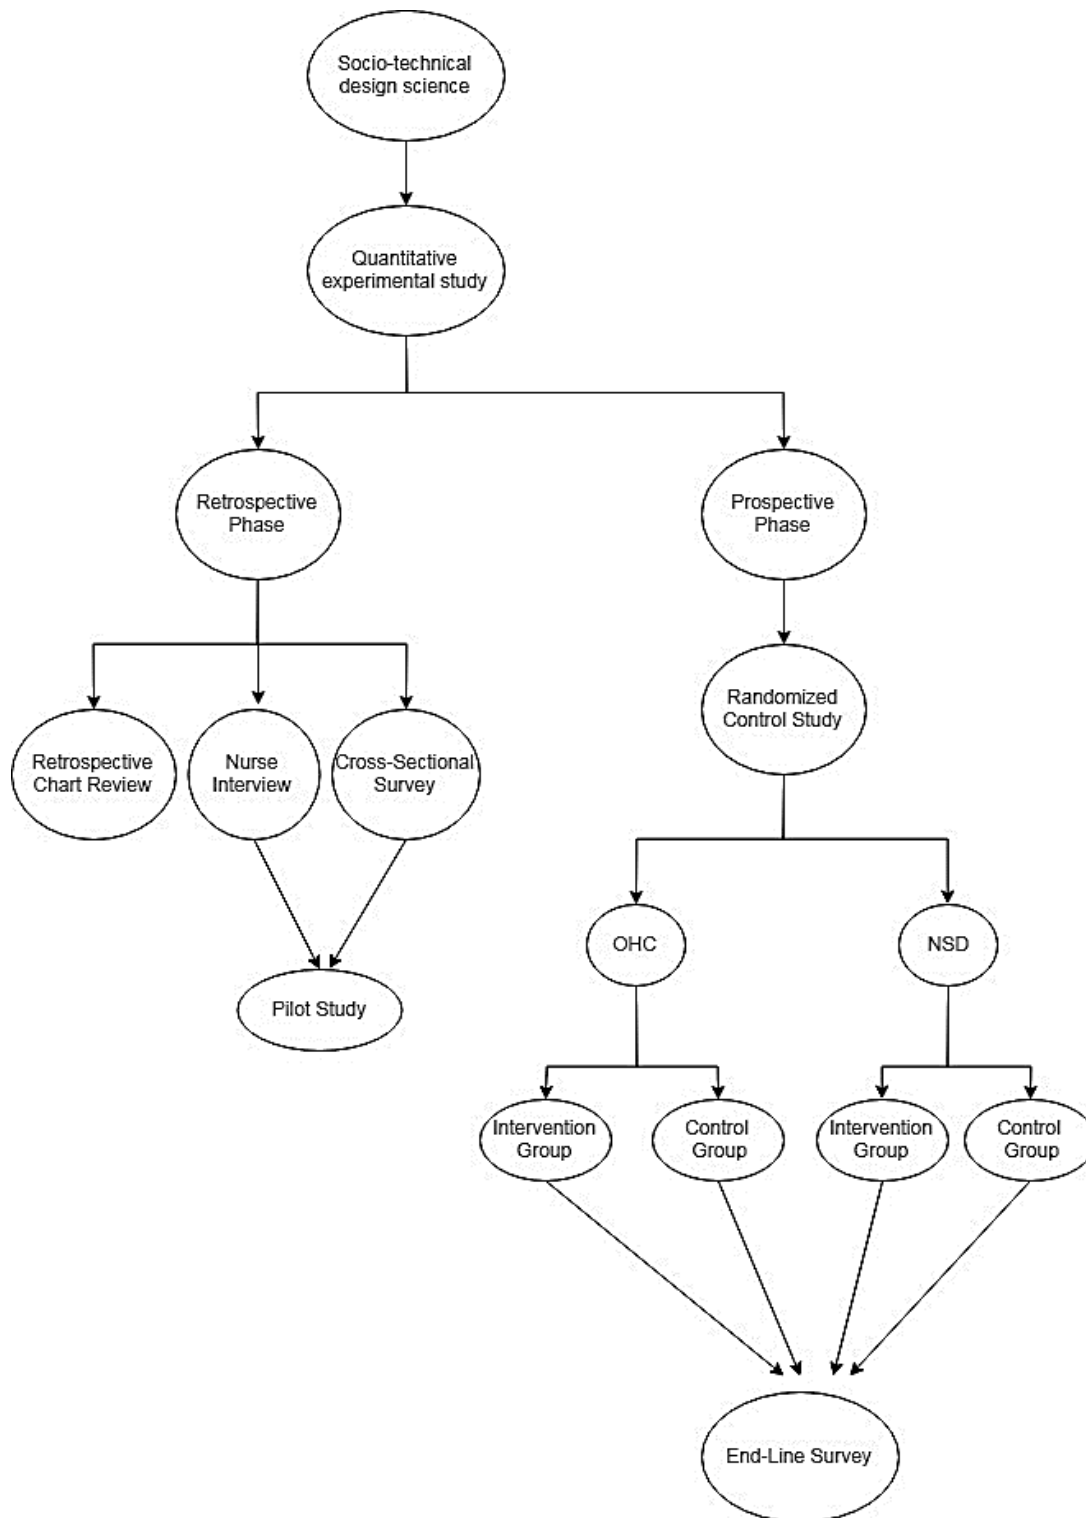 Socio-technical
design science
Quantitative
experimental study
Retrospective
Phase
Prospective
Phase
Randomized
Control Study
Retrospective
Chart Review
Nurse
Interview
Cross-Sectional
Survey
OHC
NSD
Pilot Study
Intervention
Group
Control
Group
Intervention
Group
Control
Group
End-Line Survey